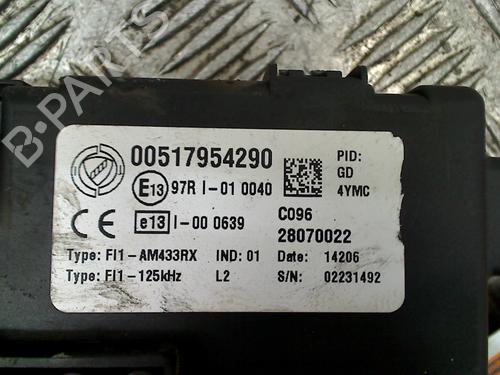 B-PARTS
00517954290
PID:
GD
4YMC
E13 97R I-01 0040
e13 I-00 0639
C096
28070022
Type: FI1-AM433RX IND: 01 Date: 14206
Type: FI1-125kHz L2 S/N: 02231492
CE